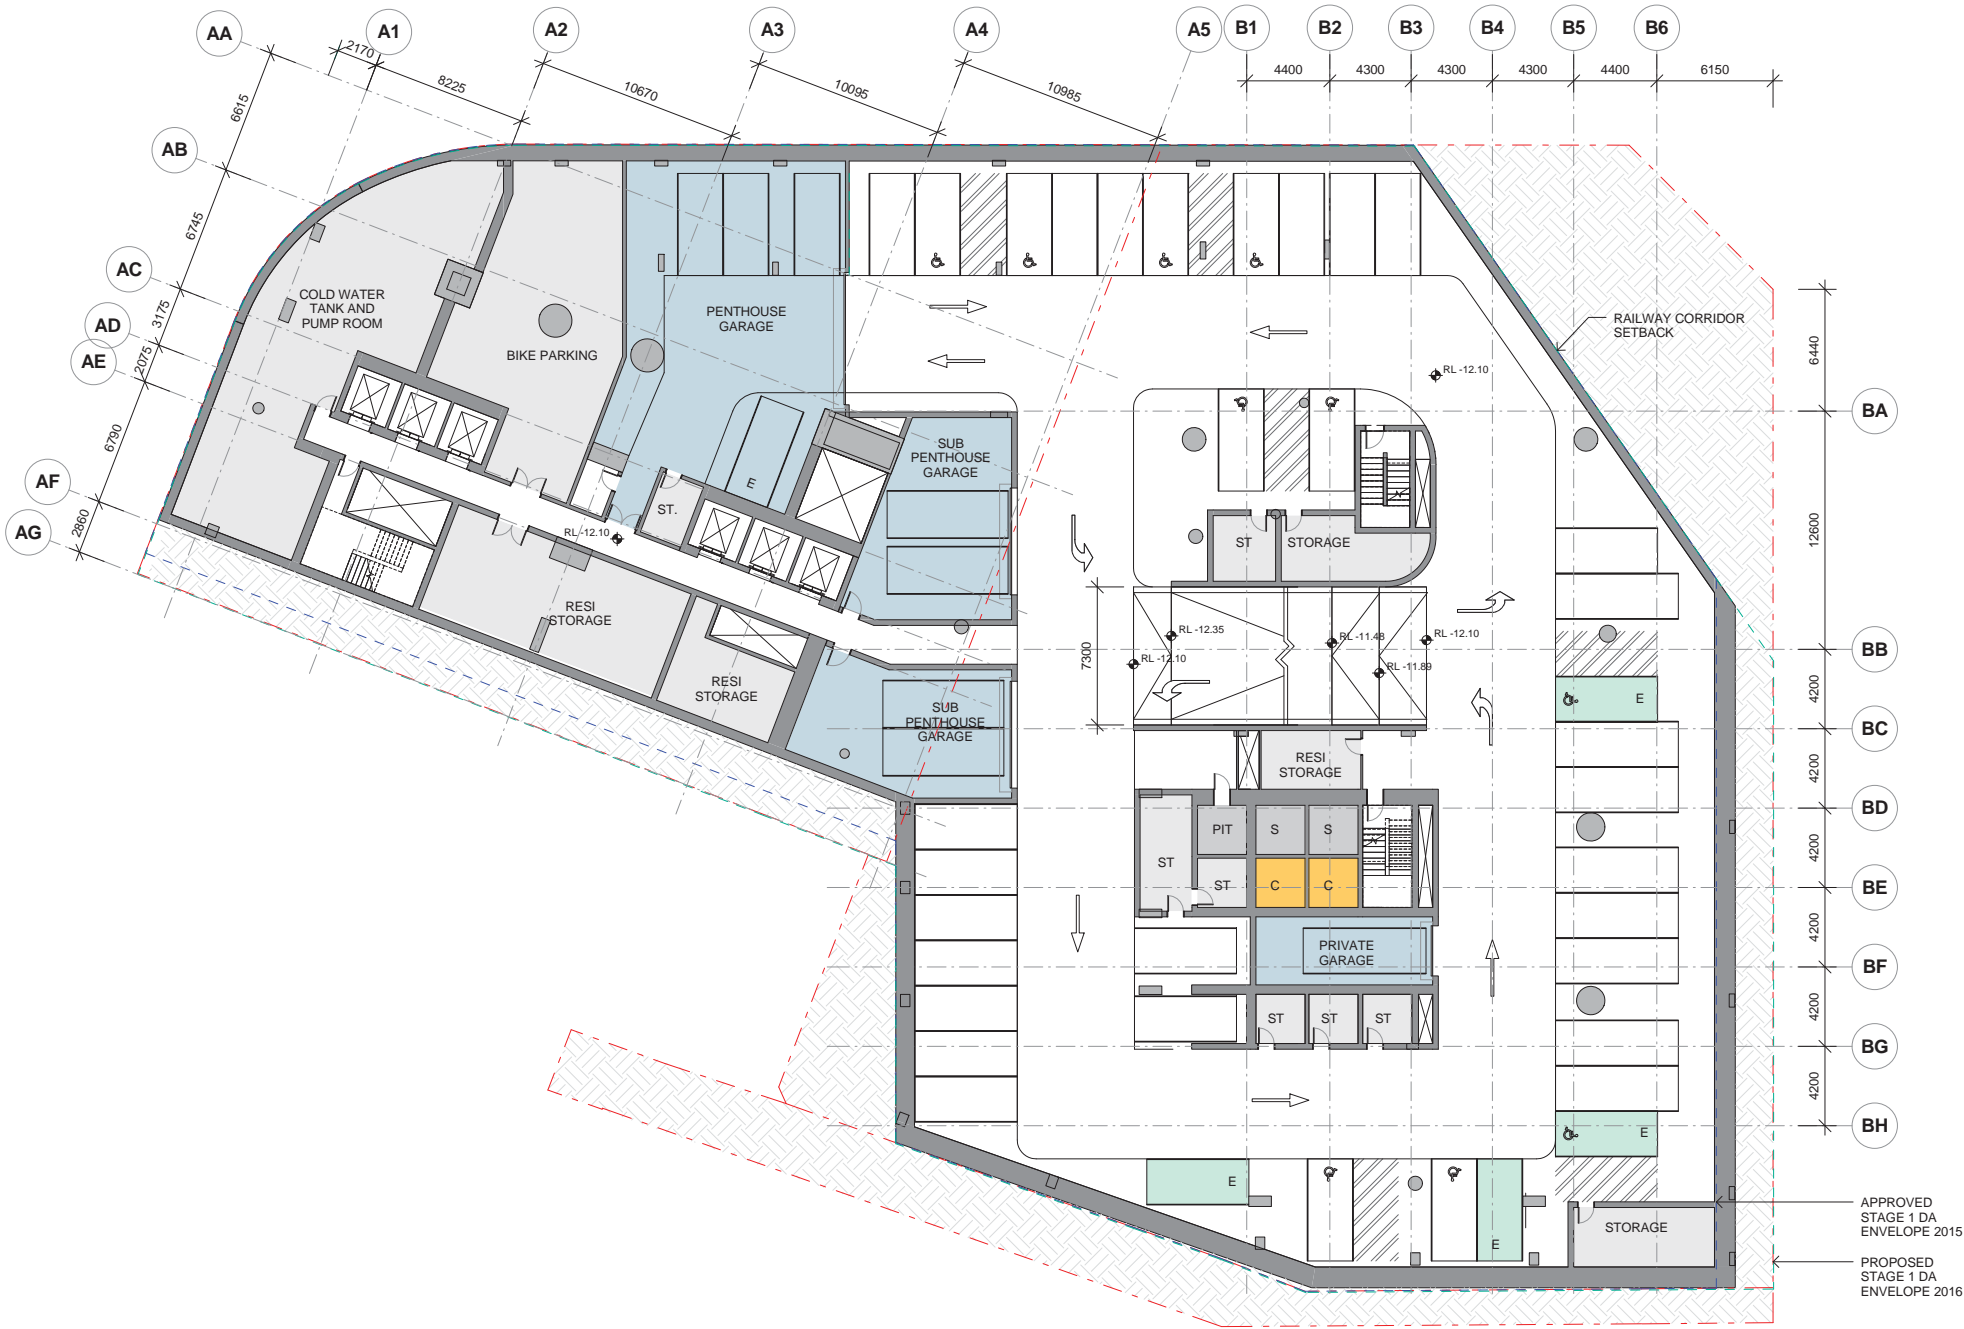 AA
A1
A2
A3
A4
A5
B1
B2
B3
B4
B5
B6
2170
8225
10670
10095
10985
4400
4300
4300
4300
4400
6150
AB
AC
AD
AE
AF
AG
6615
6745
3175
2075
6790
2860
COLD WATER
TANK AND
PUMP ROOM
BIKE PARKING
PENTHOUSE
GARAGE
SUB
PENTHOUSE
GARAGE
E
ST.
RL -12.10
RESI
STORAGE
RESI
STORAGE
SUB
PENTHOUSE
GARAGE
RL -12.10
RAILWAY CORRIDOR
SETBACK
ST
STORAGE
7300
RL -12.35
RL -12.10
RL -11.48
RL -11.89
RL -12.10
RESI
STORAGE
PIT
S
S
ST
ST
C
C
PRIVATE
GARAGE
ST
ST
ST
E
E
E
E
STORAGE
6440
12600
4200
4200
4200
4200
4200
4200
BA
BB
BC
BD
BE
BF
BG
BH
APPROVED
STAGE 1 DA
ENVELOPE 2015
PROPOSED
STAGE 1 DA
ENVELOPE 2016